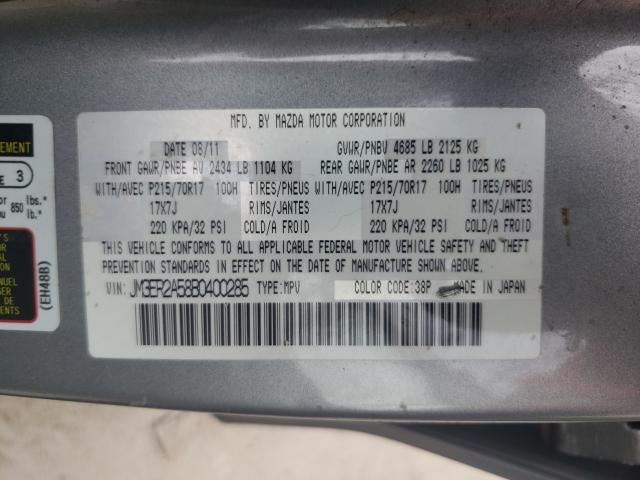 MFD. BY MAZDA MOTOR CORPORATION
DATE 08/11 GVWR/PNBV 4685 LB 2125 KG
FRONT GAWR/PNBE AV 2434 LB 1104 KG REAR GAWR/PNBE AR 2260 LB 1025 KG
WITH/AVEC P215/70R17 100H TIRES/PNEUS WITH/AVEC P215/70R17 100H TIRES/PNEUS
17X7J RIMS/JANTES 17X7J RIMS/JANTES
220 KPA/32 PSI COLD/A FROID 220 KPA/32 PSI COLD/A FROID
THIS VEHICLE CONFORMS TO ALL APPLICABLE FEDERAL MOTOR VEHICLE SAFETY AND THEFT
PREVENTION STANDARDS IN EFFECT ON THE DATE OF MANUFACTURE SHOWN ABOVE.
VIN: JM3ER2A58B0400285 TYPE:MPV COLOR CODE:38P MADE IN JAPAN
EMENT
E 3
lbs.*
850 lb.*
(EH48B)